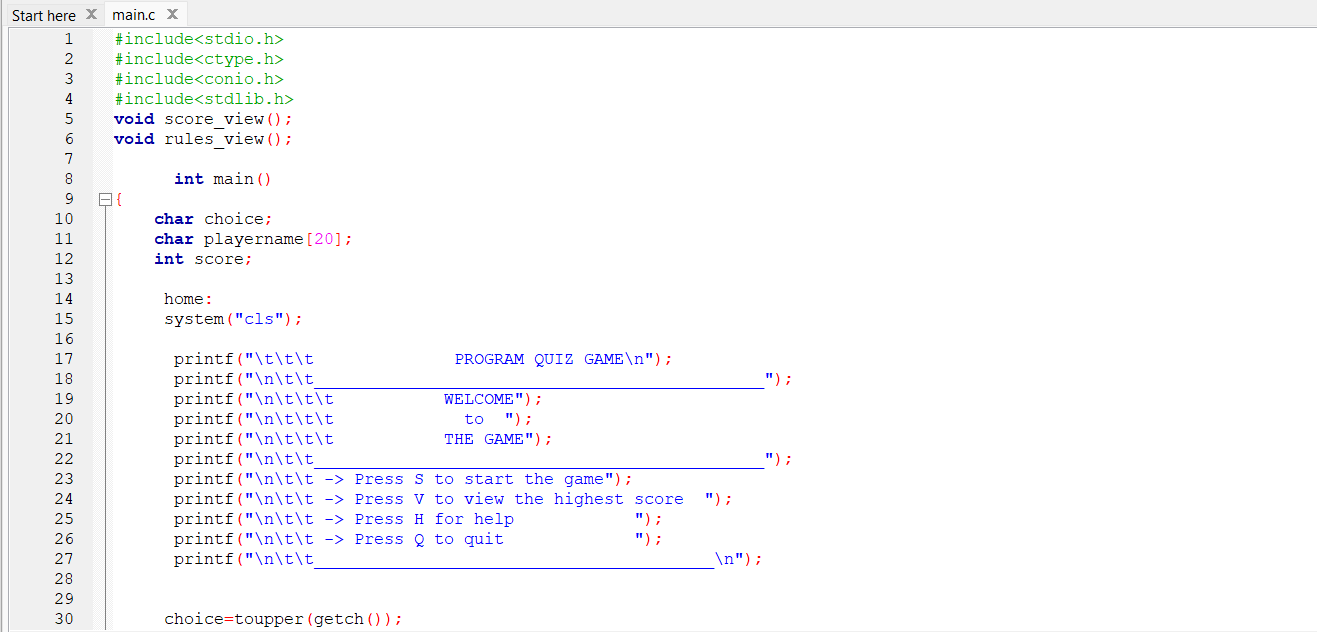 Start here X main.c X
1 #include<stdio.h>
2 #include<ctype.h>
3 #include<conio.h>
4 #include<stdlib.h>
5 void score_view();
6 void rules_view();
7
8 int main()
9 {
10 char choice;
11 char playername[20];
12 int score;
13
14 home:
15 system("cls");
16
17 printf("\t\t\t              PROGRAM QUIZ GAME\n");
18 printf("\n\t\t_____________________________________________");
19 printf("\n\t\t\t           WELCOME");
20 printf("\n\t\t\t             to  ");
21 printf("\n\t\t\t           THE GAME");
22 printf("\n\t\t_____________________________________________");
23 printf("\n\t\t -> Press S to start the game");
24 printf("\n\t\t -> Press V to view the highest score  ");
25 printf("\n\t\t -> Press H for help            ");
26 printf("\n\t\t -> Press Q to quit             ");
27 printf("\n\t\t________________________________________\n");
28
29
30 choice=toupper(getch());